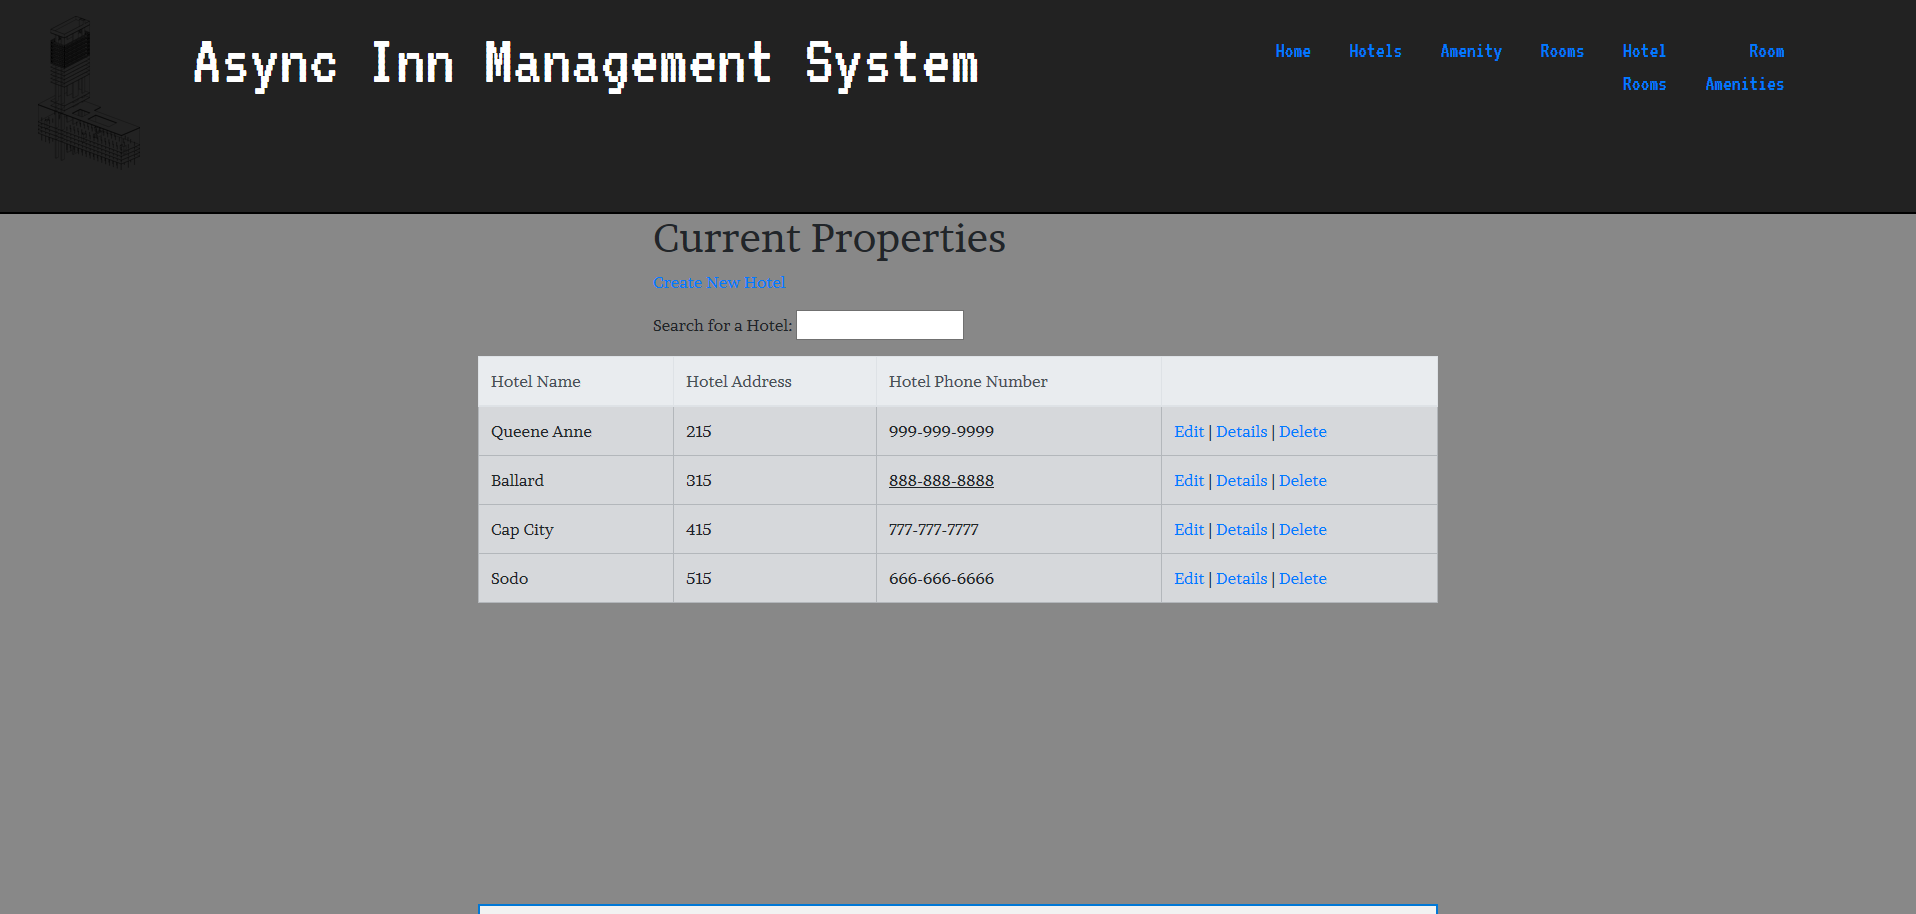 Async Inn Management System
Home Hotels Amenity Rooms Hotel Rooms Room Amenities
Current Properties
Create New Hotel
Search for a Hotel:
Hotel Name Hotel Address Hotel Phone Number
Queene Anne 215 999-999-9999 Edit | Details | Delete
Ballard 315 888-888-8888 Edit | Details | Delete
Cap City 415 777-777-7777 Edit | Details | Delete
Sodo 515 666-666-6666 Edit | Details | Delete